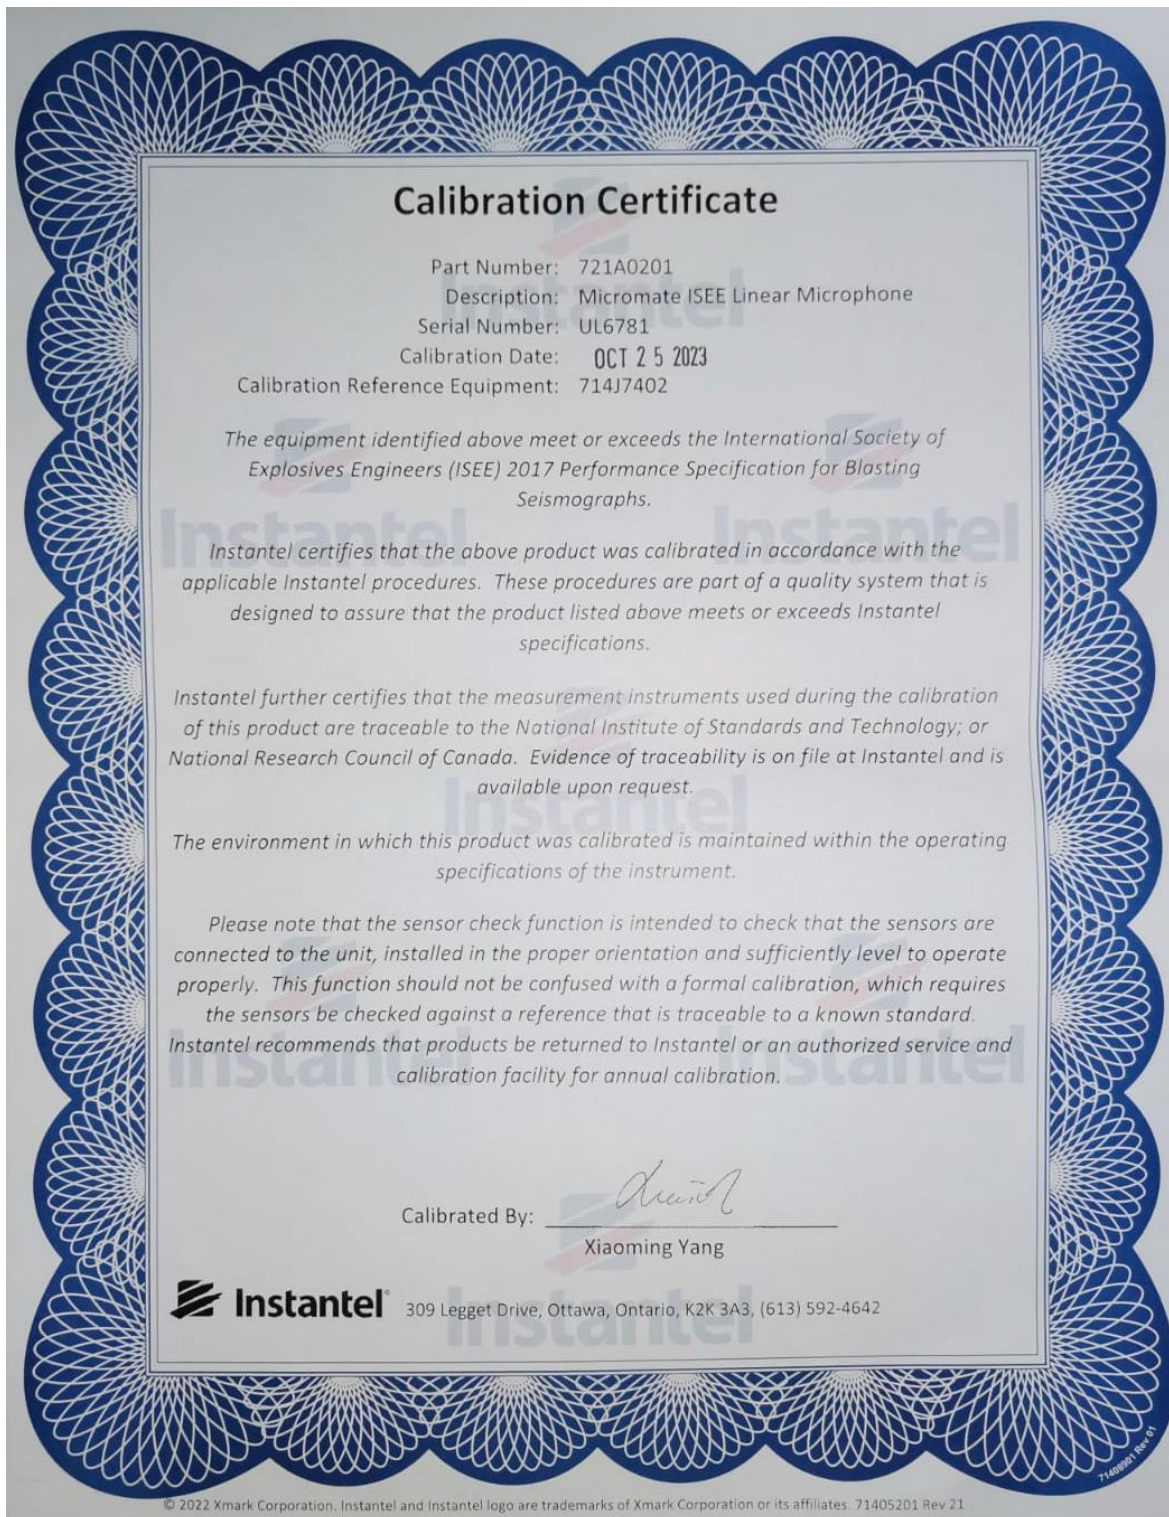 Calibration Certificate
Part Number: 721A0201
Description: Micromate ISEE Linear Microphone
Serial Number: UL6781
Calibration Date: OCT 25 2023
Calibration Reference Equipment: 714J7402
The equipment identified above meet or exceeds the International Society of
Explosives Engineers (ISEE) 2017 Performance Specification for Blasting
Seismographs.
Instantel certifies that the above product was calibrated in accordance with the
applicable Instantel procedures. These procedures are part of a quality system that is
designed to assure that the product listed above meets or exceeds Instantel
specifications.
Instantel further certifies that the measurement instruments used during the calibration
of this product are traceable to the National Institute of Standards and Technology; or
National Research Council of Canada. Evidence of traceability is on file at Instantel and is
available upon request.
The environment in which this product was calibrated is maintained within the operating
specifications of the instrument.
Please note that the sensor check function is intended to check that the sensors are
connected to the unit, installed in the proper orientation and sufficiently level to operate
properly. This function should not be confused with a formal calibration, which requires
the sensors be checked against a reference that is traceable to a known standard.
Instantel recommends that products be returned to Instantel or an authorized service and
calibration facility for annual calibration.
Calibrated By:
Xiaoming Yang
Instantel 309 Legget Drive, Ottawa, Ontario, K2K 3A3, (613) 592-4642
71408901 Rev 01
© 2022 Xmark Corporation. Instantel and Instantel logo are trademarks of Xmark Corporation or its affiliates. 71405201 Rev 21